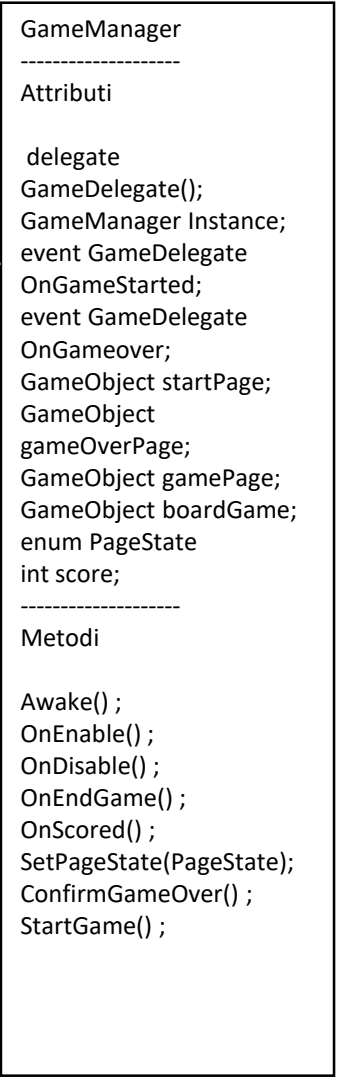 GameManager
--------------------
Attributi
delegate
GameDelegate();
GameManager Instance;
event GameDelegate
OnGameStarted;
event GameDelegate
OnGameover;
GameObject startPage;
GameObject
gameOverPage;
GameObject gamePage;
GameObject boardGame;
enum PageState
int score;
--------------------
Metodi
Awake() ;
OnEnable() ;
OnDisable() ;
OnEndGame() ;
OnScored() ;
SetPageState(PageState);
ConfirmGameOver() ;
StartGame() ;